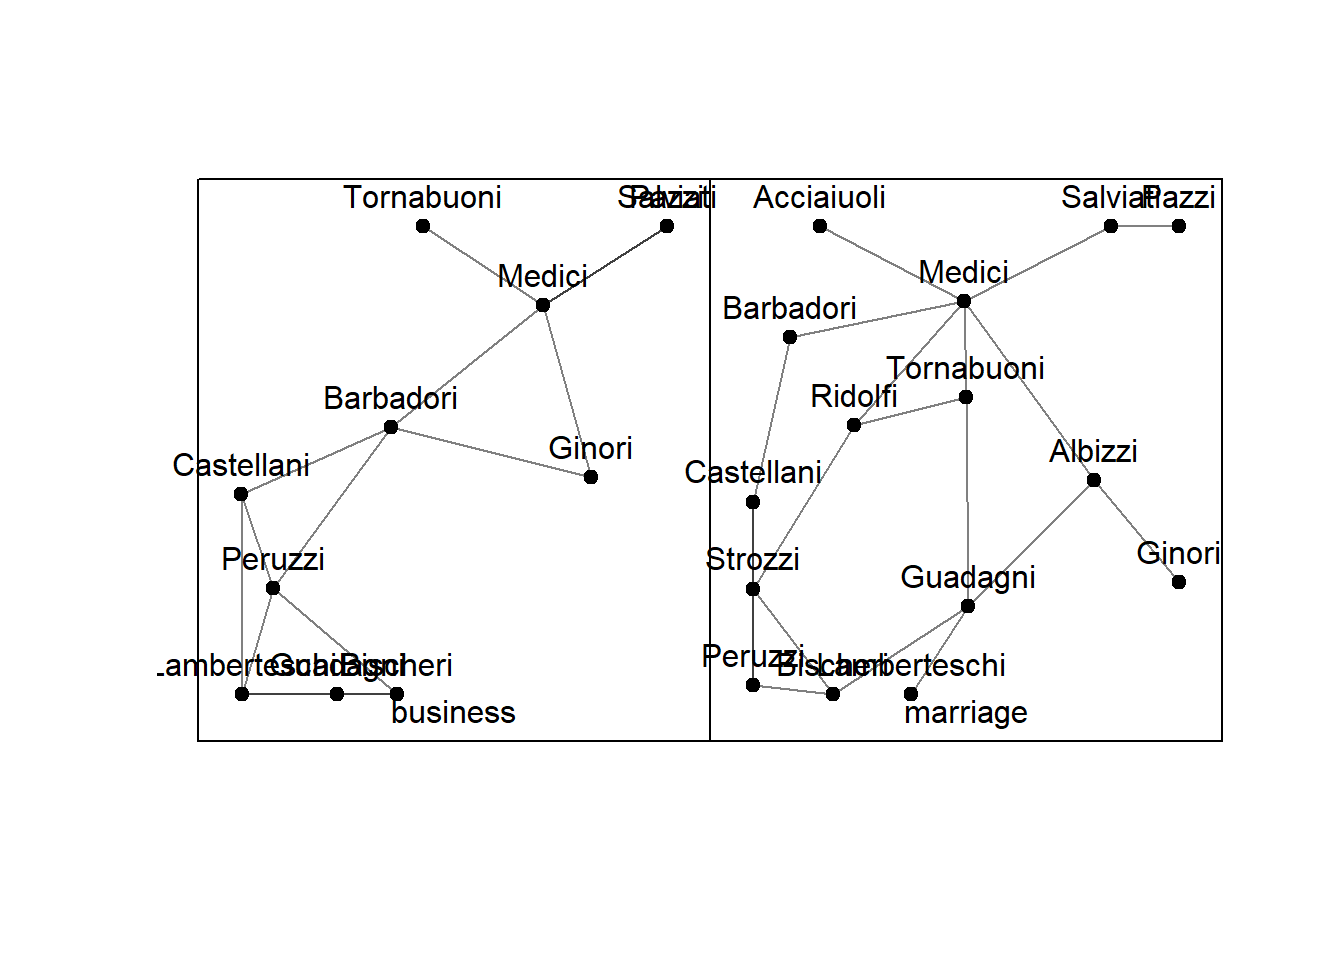 Tornabuoni
Salviati
Pazzi
Medici
Barbadori
Ginori
Castellani
Peruzzi
Lamberteschi
Guadagni
Bischeri
business
Acciaiuoli
Salviati
Pazzi
Medici
Barbadori
Tornabuoni
Ridolfi
Albizzi
Castellani
Strozzi
Ginori
Guadagni
Peruzzi
Bischeri
Lamberteschi
marriage